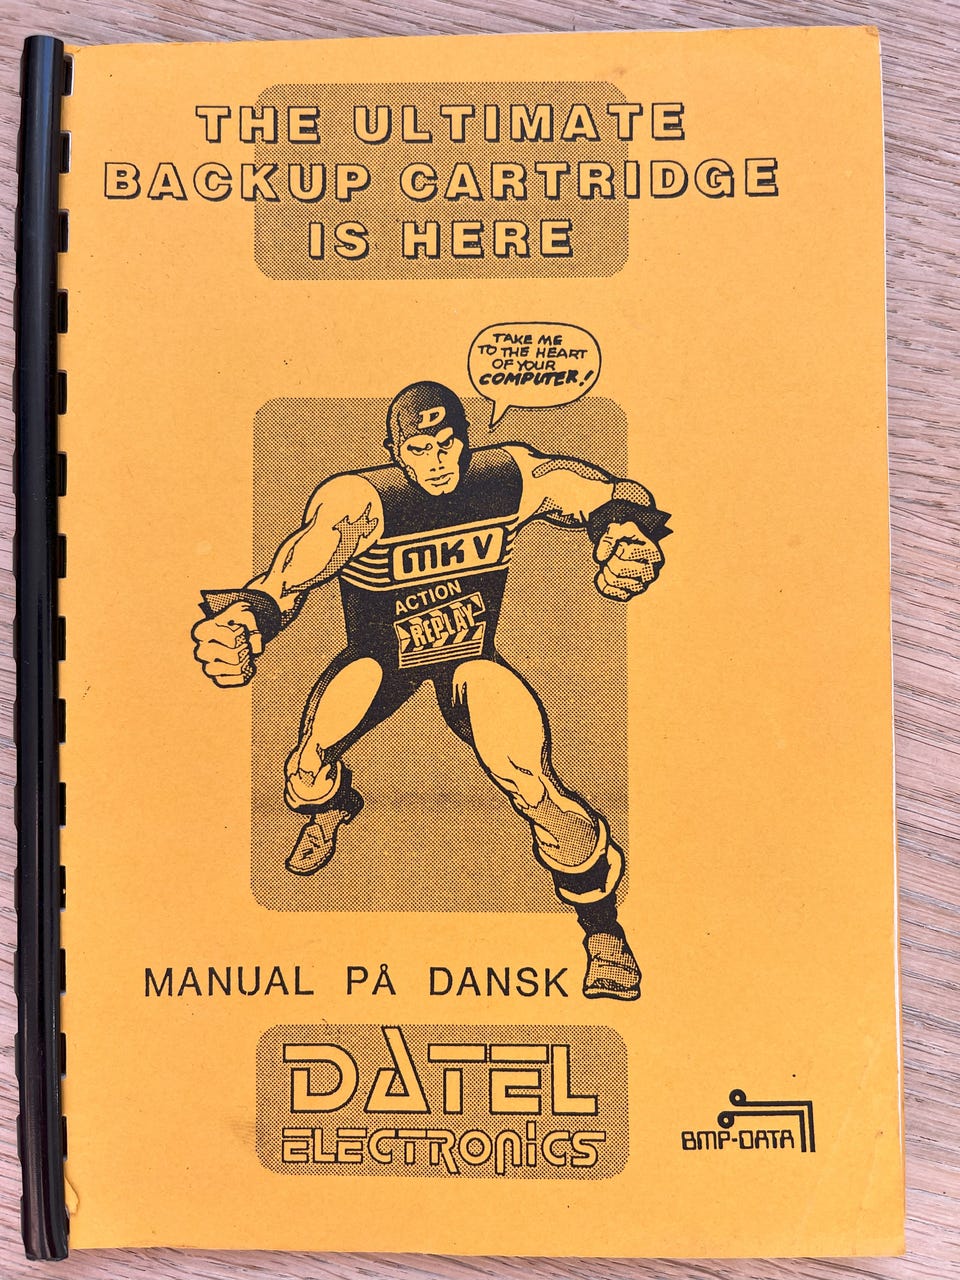 THE ULTIMATE
BACKUP CARTRIDGE
IS HERE
TAKE ME
TO THE HEART
OF YOUR
COMPUTER!
D
MK V
ACTION
REPLAY
MANUAL PÅ DANSK
DATEL
ELECTRONICS
BMP-DATA